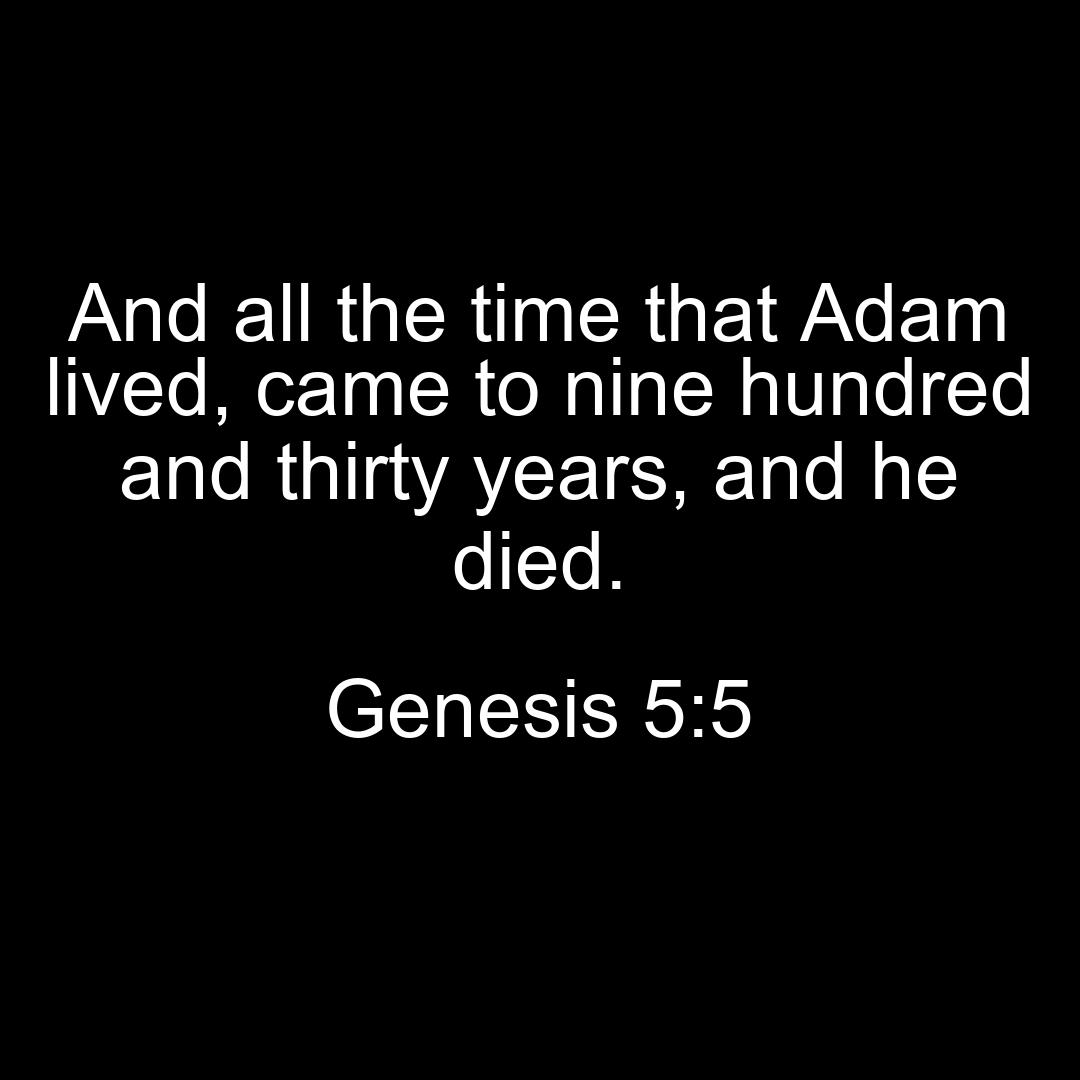 And all the time that Adam
lived, came to nine hundred
and thirty years, and he
died.
Genesis 5:5